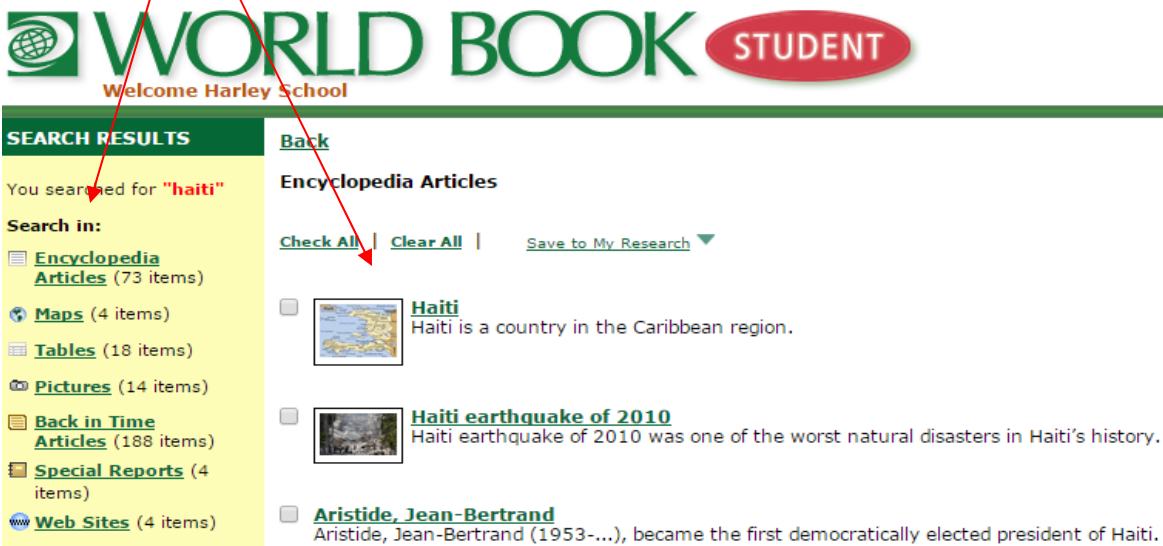 WORLD BOOK STUDENT
Welcome Harley School
SEARCH RESULTS
You searched for "haiti"
Search in:
Encyclopedia
Articles (73 items)
Maps (4 items)
Tables (18 items)
Pictures (14 items)
Back in Time
Articles (188 items)
Special Reports (4
items)
Web Sites (4 items)
Back
Encyclopedia Articles
Check All | Clear All | Save to My Research
Haiti
Haiti is a country in the Caribbean region.
Haiti earthquake of 2010
Haiti earthquake of 2010 was one of the worst natural disasters in Haiti's history.
Aristide, Jean-Bertrand
Aristide, Jean-Bertrand (1953-...), became the first democratically elected president of Haiti.